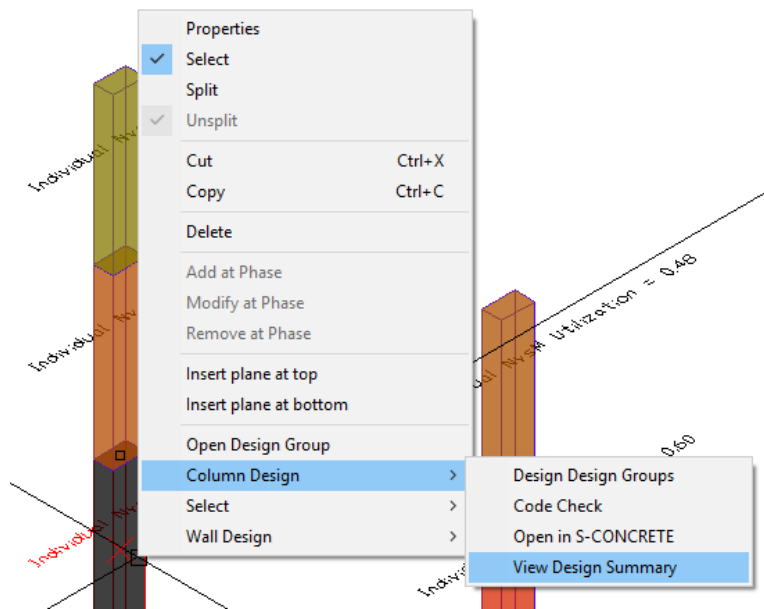 Properties
Select
Split
Unsplit
Cut Ctrl+X
Copy Ctrl+C
Delete
Add at Phase
Modify at Phase
Remove at Phase
Insert plane at top
Insert plane at bottom
Open Design Group
Column Design
Select
Wall Design
Design Design Groups
Code Check
Open in S-CONCRETE
View Design Summary
Individual
Individual
Individual
NvsM Utilization = 0.48
0.60